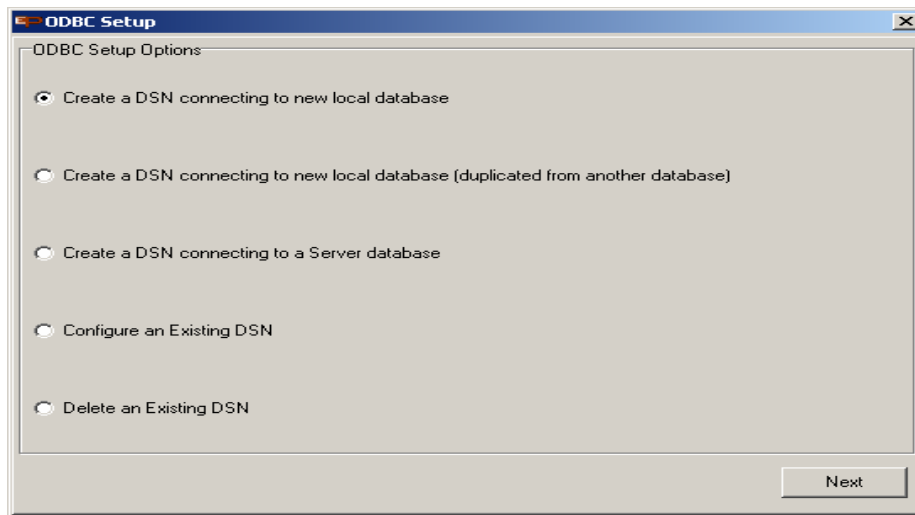 EP ODBC Setup
ODBC Setup Options
Create a DSN connecting to new local database
Create a DSN connecting to new local database (duplicated from another database)
Create a DSN connecting to a Server database
Configure an Existing DSN
Delete an Existing DSN
Next